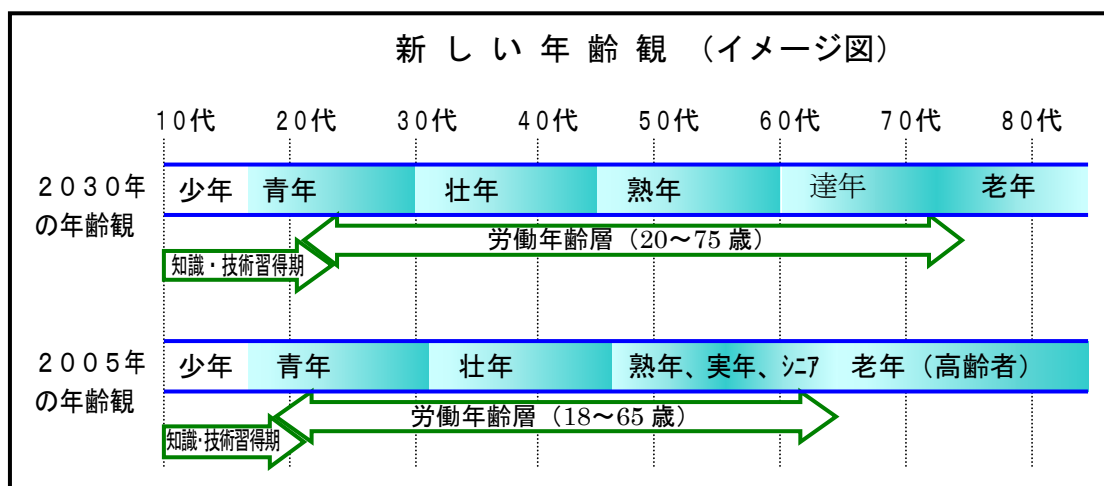 新しい年齢観（イメージ図）
10代 20代 30代 40代 50代 60代 70代 80代
２０３０年
の年齢観
少年 青年 壮年 熟年 達年 老年
労働年齢層（20～75歳）
知識・技術習得期
２００５年
の年齢観
少年 青年 壮年 熟年、実年、ｼﾆｱ 老年（高齢者）
労働年齢層（18～65歳）
知識・技術習得期